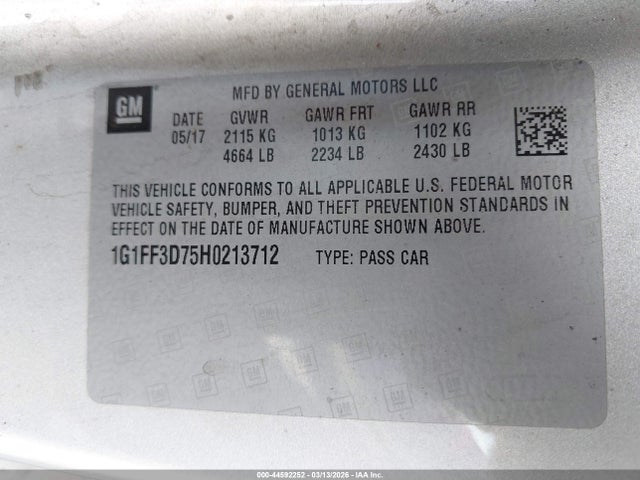 GM
MFD BY GENERAL MOTORS LLC
DATE GVWR GAWR FRT GAWR RR
05/17 2115 KG 1013 KG 1102 KG
4664 LB 2234 LB 2430 LB
THIS VEHICLE CONFORMS TO ALL APPLICABLE U.S. FEDERAL MOTOR
VEHICLE SAFETY, BUMPER, AND THEFT PREVENTION STANDARDS IN
EFFECT ON THE DATE OF MANUFACTURE SHOWN ABOVE.
1G1FF3D75H0213712 TYPE: PASS CAR
000-44592252 | 03/13/2026 | IAA Inc.